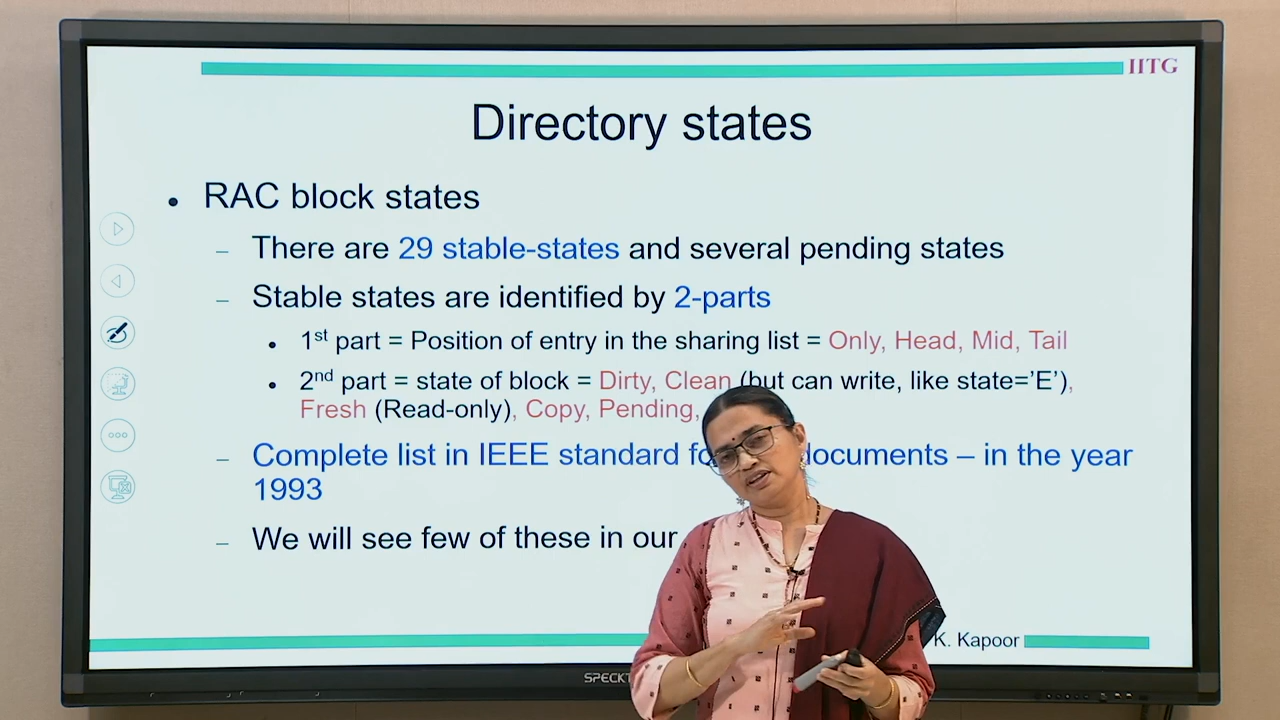 IITG
Directory states
• RAC block states
– There are 29 stable-states and several pending states
– Stable states are identified by 2-parts
• 1st part = Position of entry in the sharing list = Only, Head, Mid, Tail
• 2nd part = state of block = Dirty, Clean (but can write, like state='E'),
Fresh (Read-only), Copy, Pending,
– Complete list in IEEE standard documents – in the year
1993
– We will see few of these in our
K. Kapoor